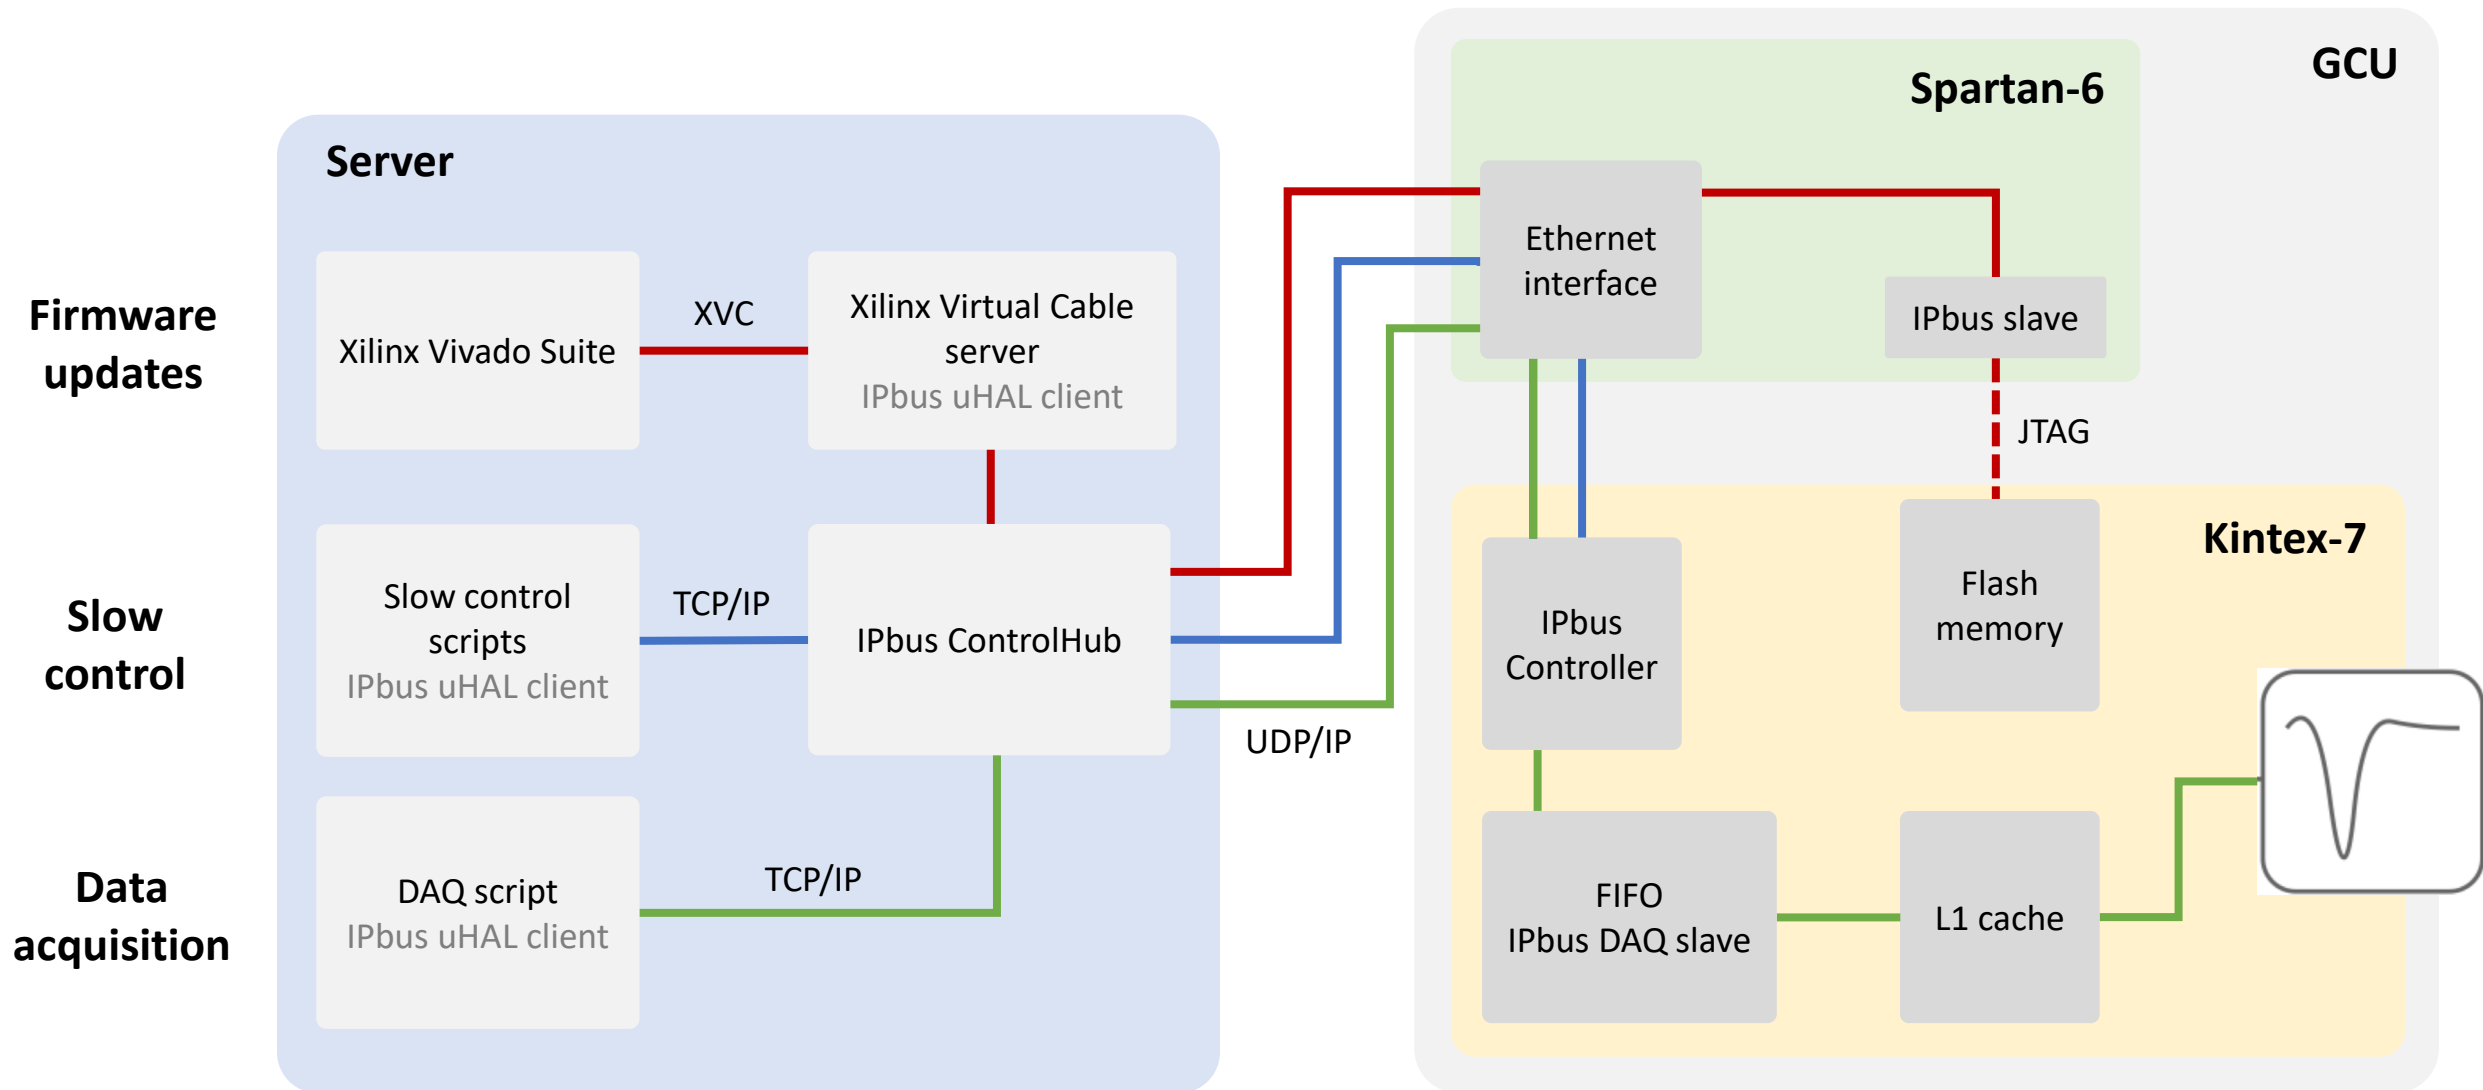 GCU
Spartan-6
Server
Firmware
updates
Xilinx Vivado Suite
XVC
Xilinx Virtual Cable
server
IPbus uHAL client
Ethernet
interface
IPbus slave
JTAG
Kintex-7
Slow
control
Slow control
scripts
IPbus uHAL client
TCP/IP
IPbus ControlHub
UDP/IP
IPbus
Controller
Flash
memory
Data
acquisition
DAQ script
IPbus uHAL client
TCP/IP
FIFO
IPbus DAQ slave
L1 cache